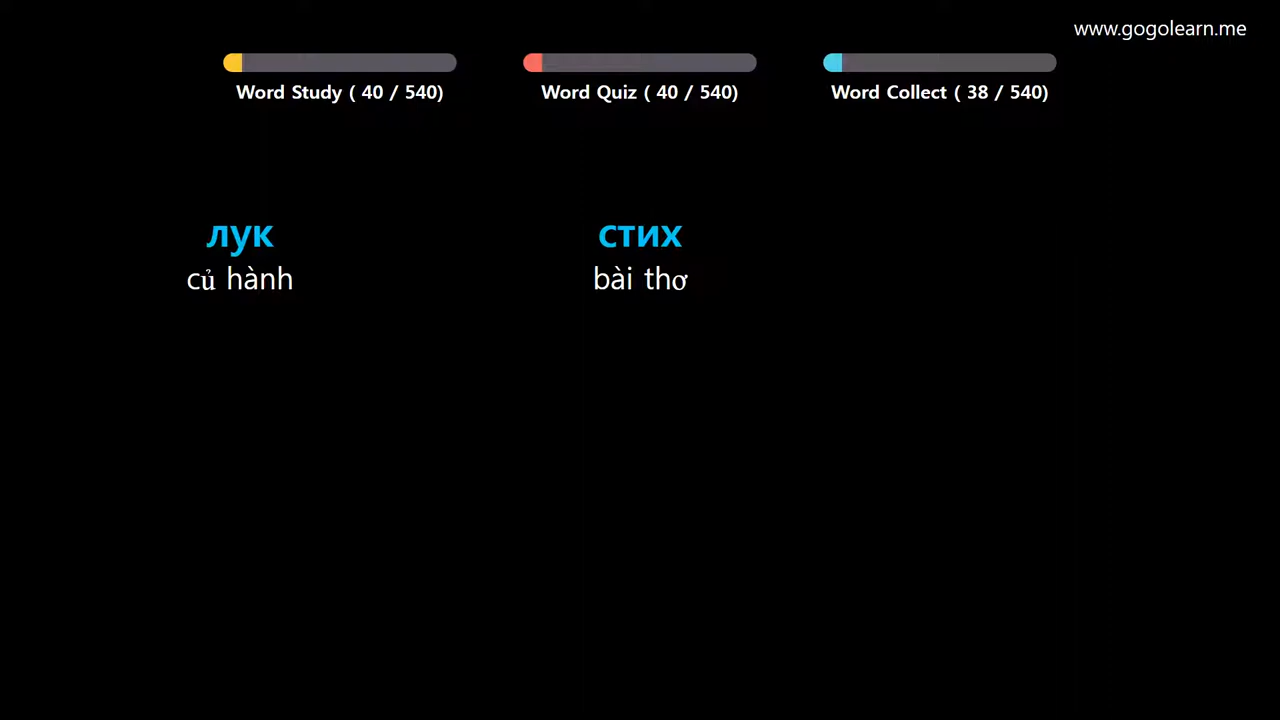 www.gogolearn.me
Word Study ( 40 / 540)
Word Quiz ( 40 / 540)
Word Collect ( 38 / 540)
лук
củ hành
стих
bài thơ